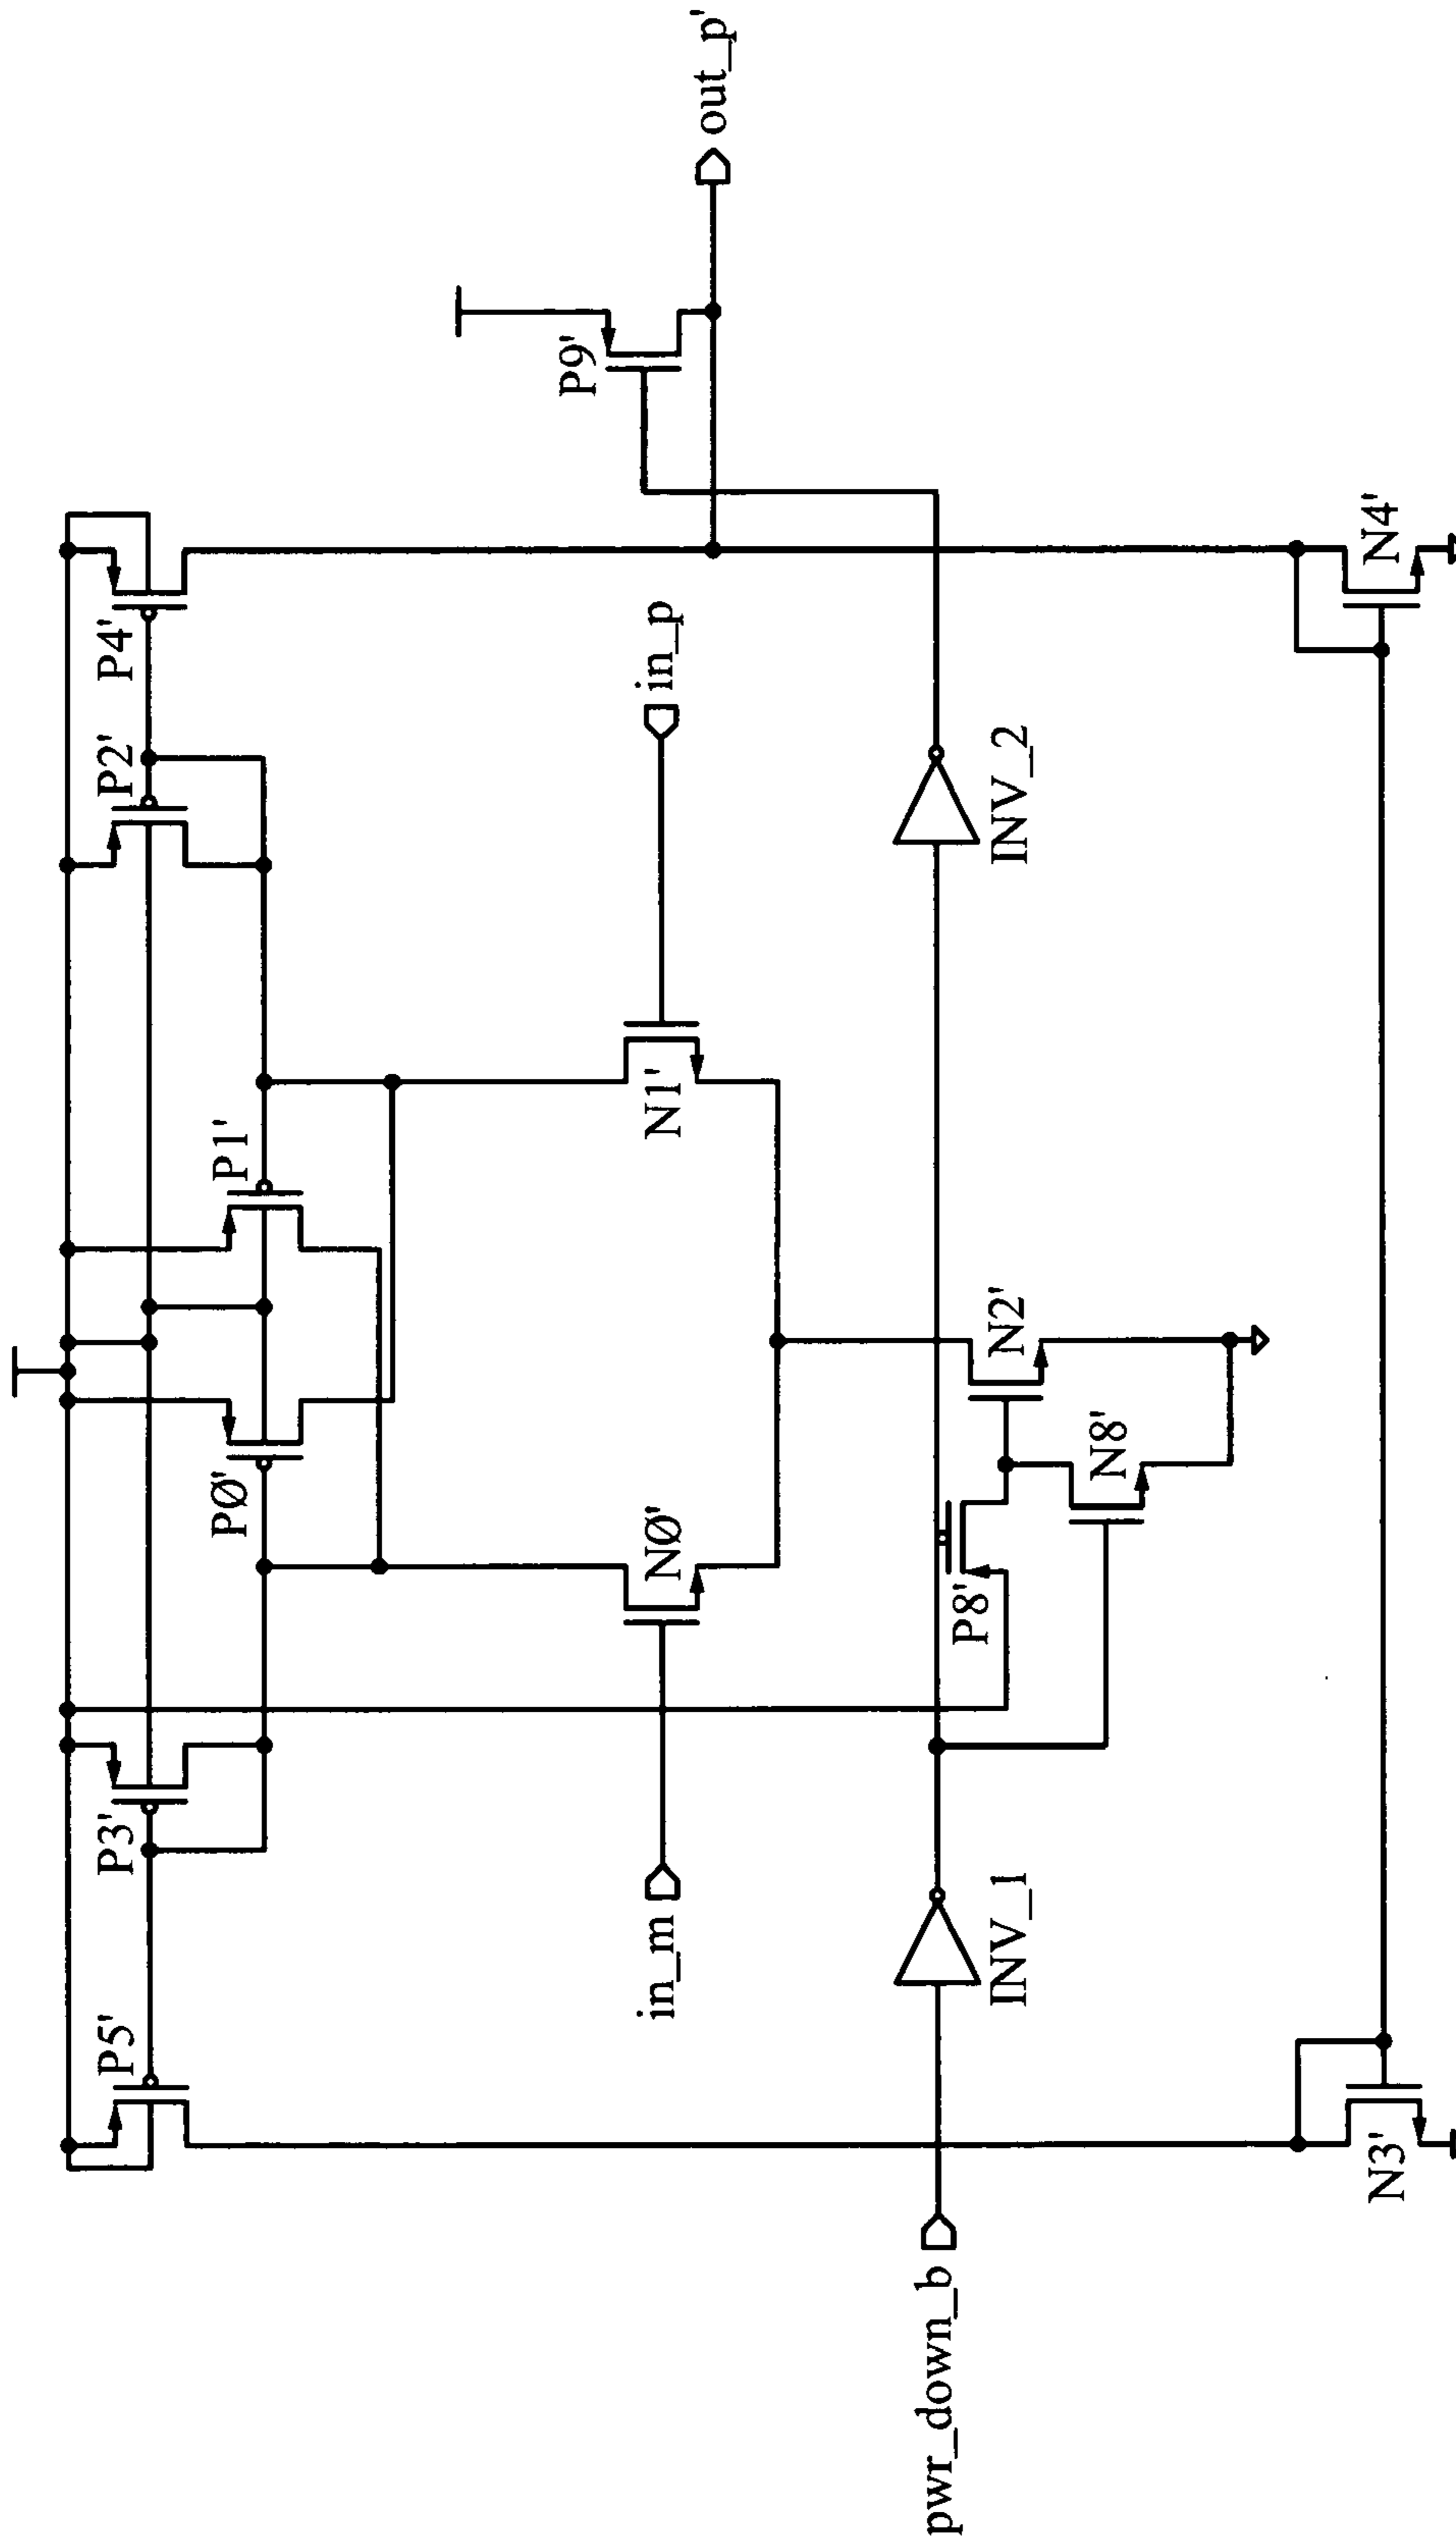 P5'
P3'
P2'
P4'
PØ'
P1'
P9'
out_p'
in_m
NØ'
N1'
in_p
pwr_down_b
INV_1
P8'
N2'
N8'
INV_2
N3'
N4'